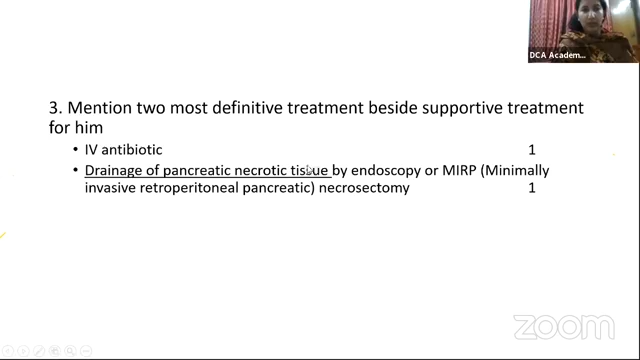 DCA Academ...
3. Mention two most definitive treatment beside supportive treatment
for him
• IV antibiotic 1
• Drainage of pancreatic necrotic tissue by endoscopy or MIRP (Minimally
invasive retroperitoneal pancreatic) necrosectomy 1
zoom